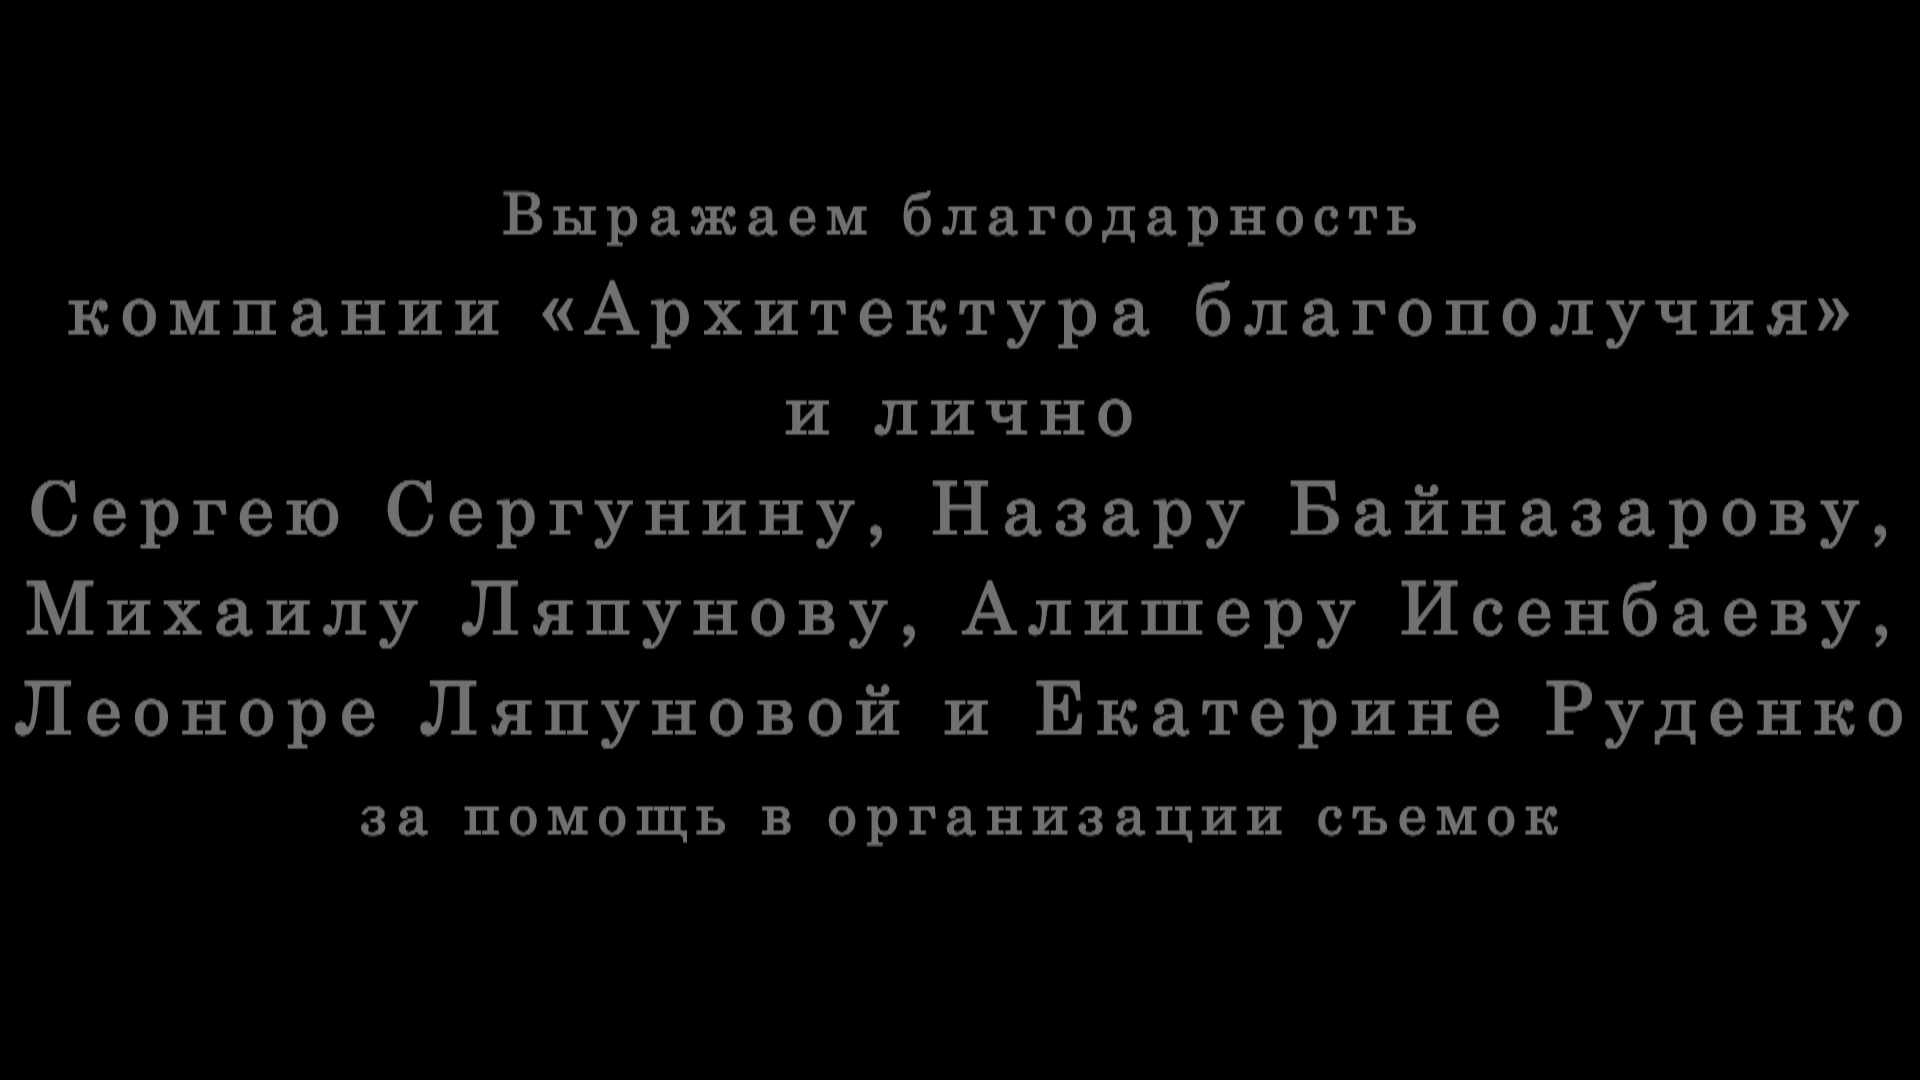 Выражаем благодарность
компании «Архитектура благополучия»
и лично
Сергею Сергунину, Назару Байназарову,
Михаилу Ляпунову, Алишеру Исенбаеву,
Леоноре Ляпуновой и Екатерине Руденко
за помощь в организации съемок